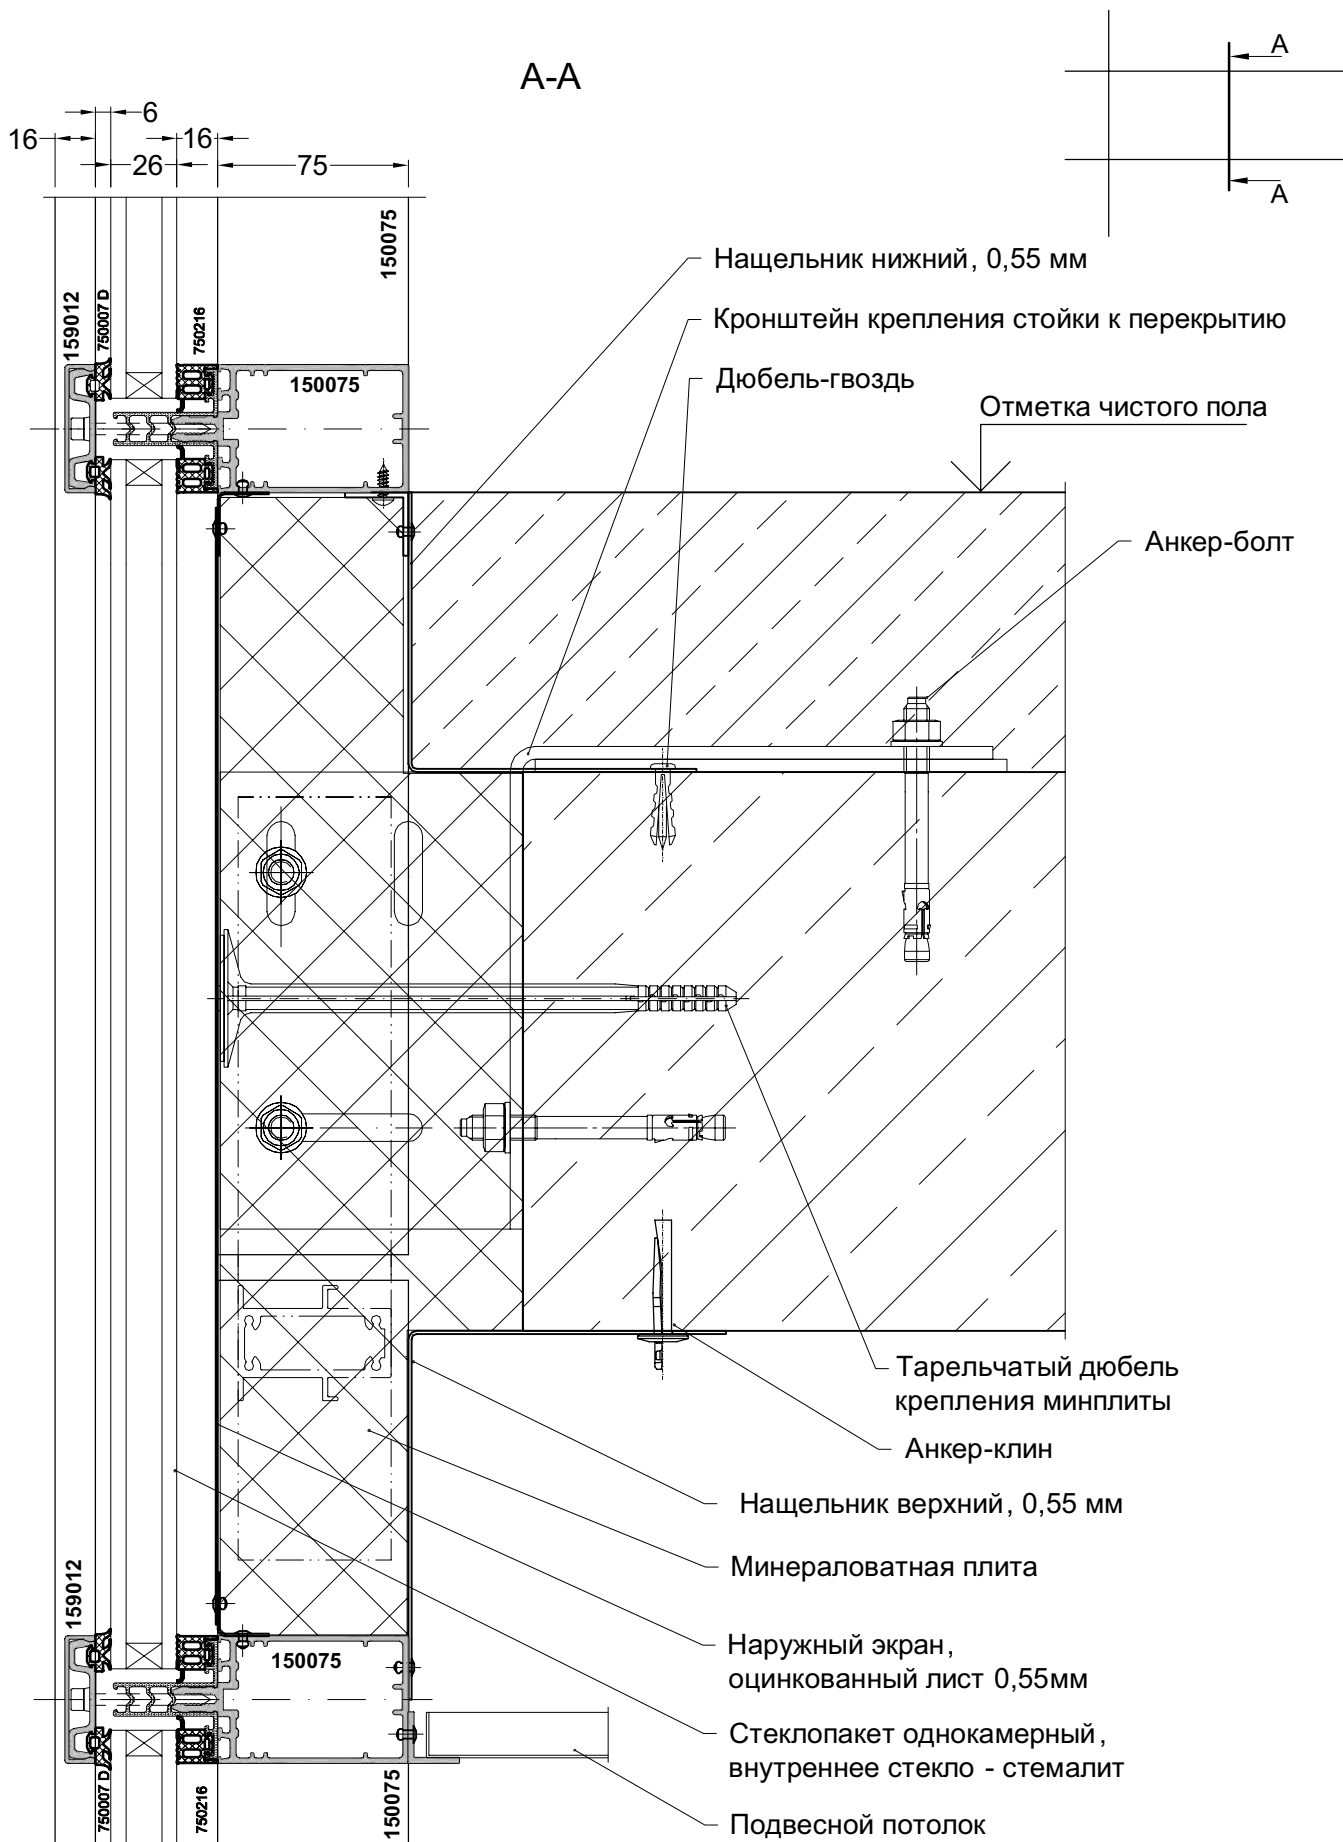 А-А
А
А
6
16
16
26
75
150075
159012
750007 D
750216
150075
Нащельник нижний, 0,55 мм
Кронштейн крепления стойки к перекрытию
Дюбель-гвоздь
Отметка чистого пола
Анкер-болт
Тарельчатый дюбель
крепления минплиты
Анкер-клин
Нащельник верхний, 0,55 мм
Минераловатная плита
Наружный экран,
оцинкованный лист 0,55мм
Стеклопакет однокамерный,
внутреннее стекло - стемалит
Подвесной потолок
159012
150075
750007 D
750216
150075